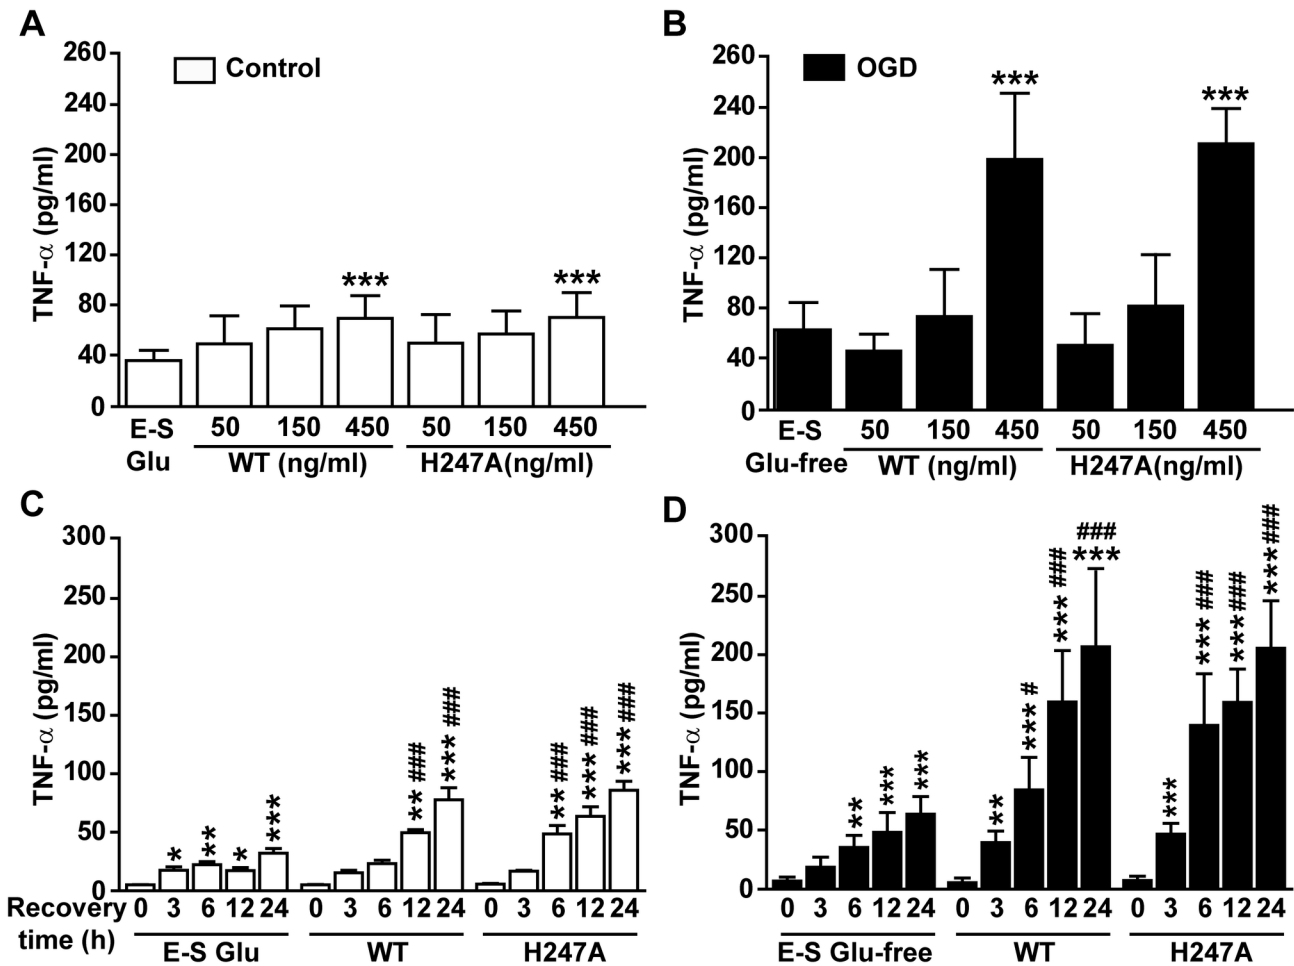 A
260
220
200
160
120
80
40
0
TNF-α (pg/ml)
Control
***
***
E-S
Glu
50 150 450
WT (ng/ml)
50 150 450
H247A(ng/ml)
B
260
240
200
160
120
80
40
0
TNF-α (pg/ml)
OGD
***
***
E-S
Glu-free
50 150 450
WT (ng/ml)
50 150 450
H247A(ng/ml)
C
300
250
200
150
100
50
0
TNF-α (pg/ml)
*
**
*
***
** ###
*** ###
** ###
*** ###
*** ###
Recovery
time (h)
0 3 6 12 24
E-S Glu
0 3 6 12 24
WT
0 3 6 12 24
H247A
D
300
250
200
150
100
50
0
TNF-α (pg/ml)
**
***
***
**
*** #
*** ###
###
***
***
*** ###
***###
***###
0 3 6 12 24
E-S Glu-free
0 3 6 12 24
WT
0 3 6 12 24
H247A